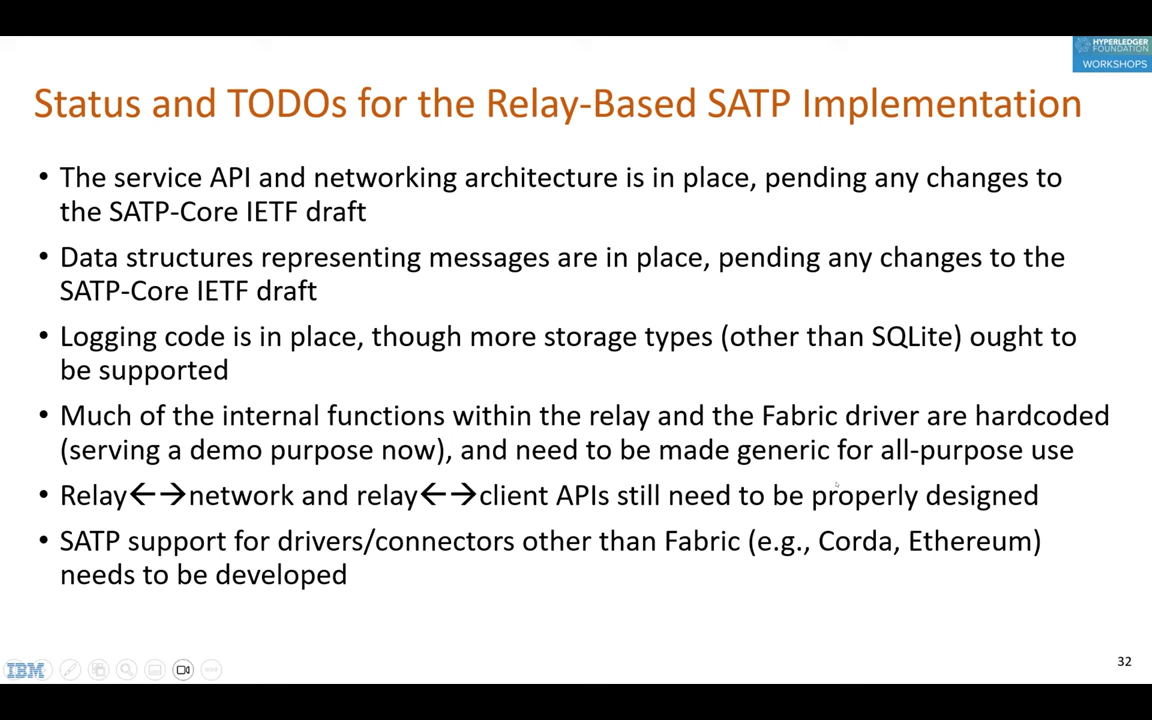 HYPERLEDGER
FOUNDATION
WORKSHOPS
Status and TODOs for the Relay-Based SATP Implementation
• The service API and networking architecture is in place, pending any changes to
the SATP-Core IETF draft
• Data structures representing messages are in place, pending any changes to the
SATP-Core IETF draft
• Logging code is in place, though more storage types (other than SQLite) ought to
be supported
• Much of the internal functions within the relay and the Fabric driver are hardcoded
(serving a demo purpose now), and need to be made generic for all-purpose use
• Relay←→network and relay←→client APIs still need to be properly designed
• SATP support for drivers/connectors other than Fabric (e.g., Corda, Ethereum)
needs to be developed
IBM
32